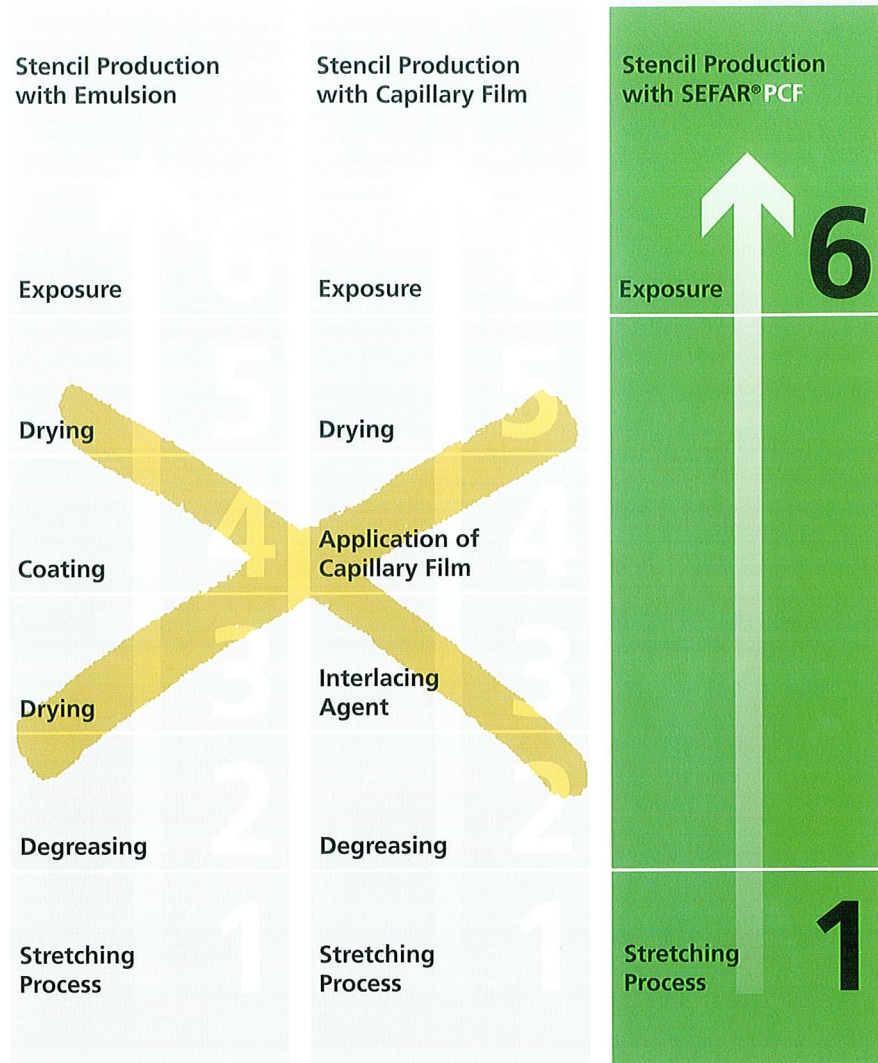 Stencil Production
with Emulsion
6
Exposure
5
Drying
4
Coating
3
Drying
2
Degreasing
1
Stretching
Process
Stencil Production
with Capillary Film
6
Exposure
5
Drying
4
Application of
Capillary Film
3
Interlacing
Agent
2
Degreasing
1
Stretching
Process
Stencil Production
with SEFAR®PCF
6
Exposure
1
Stretching
Process